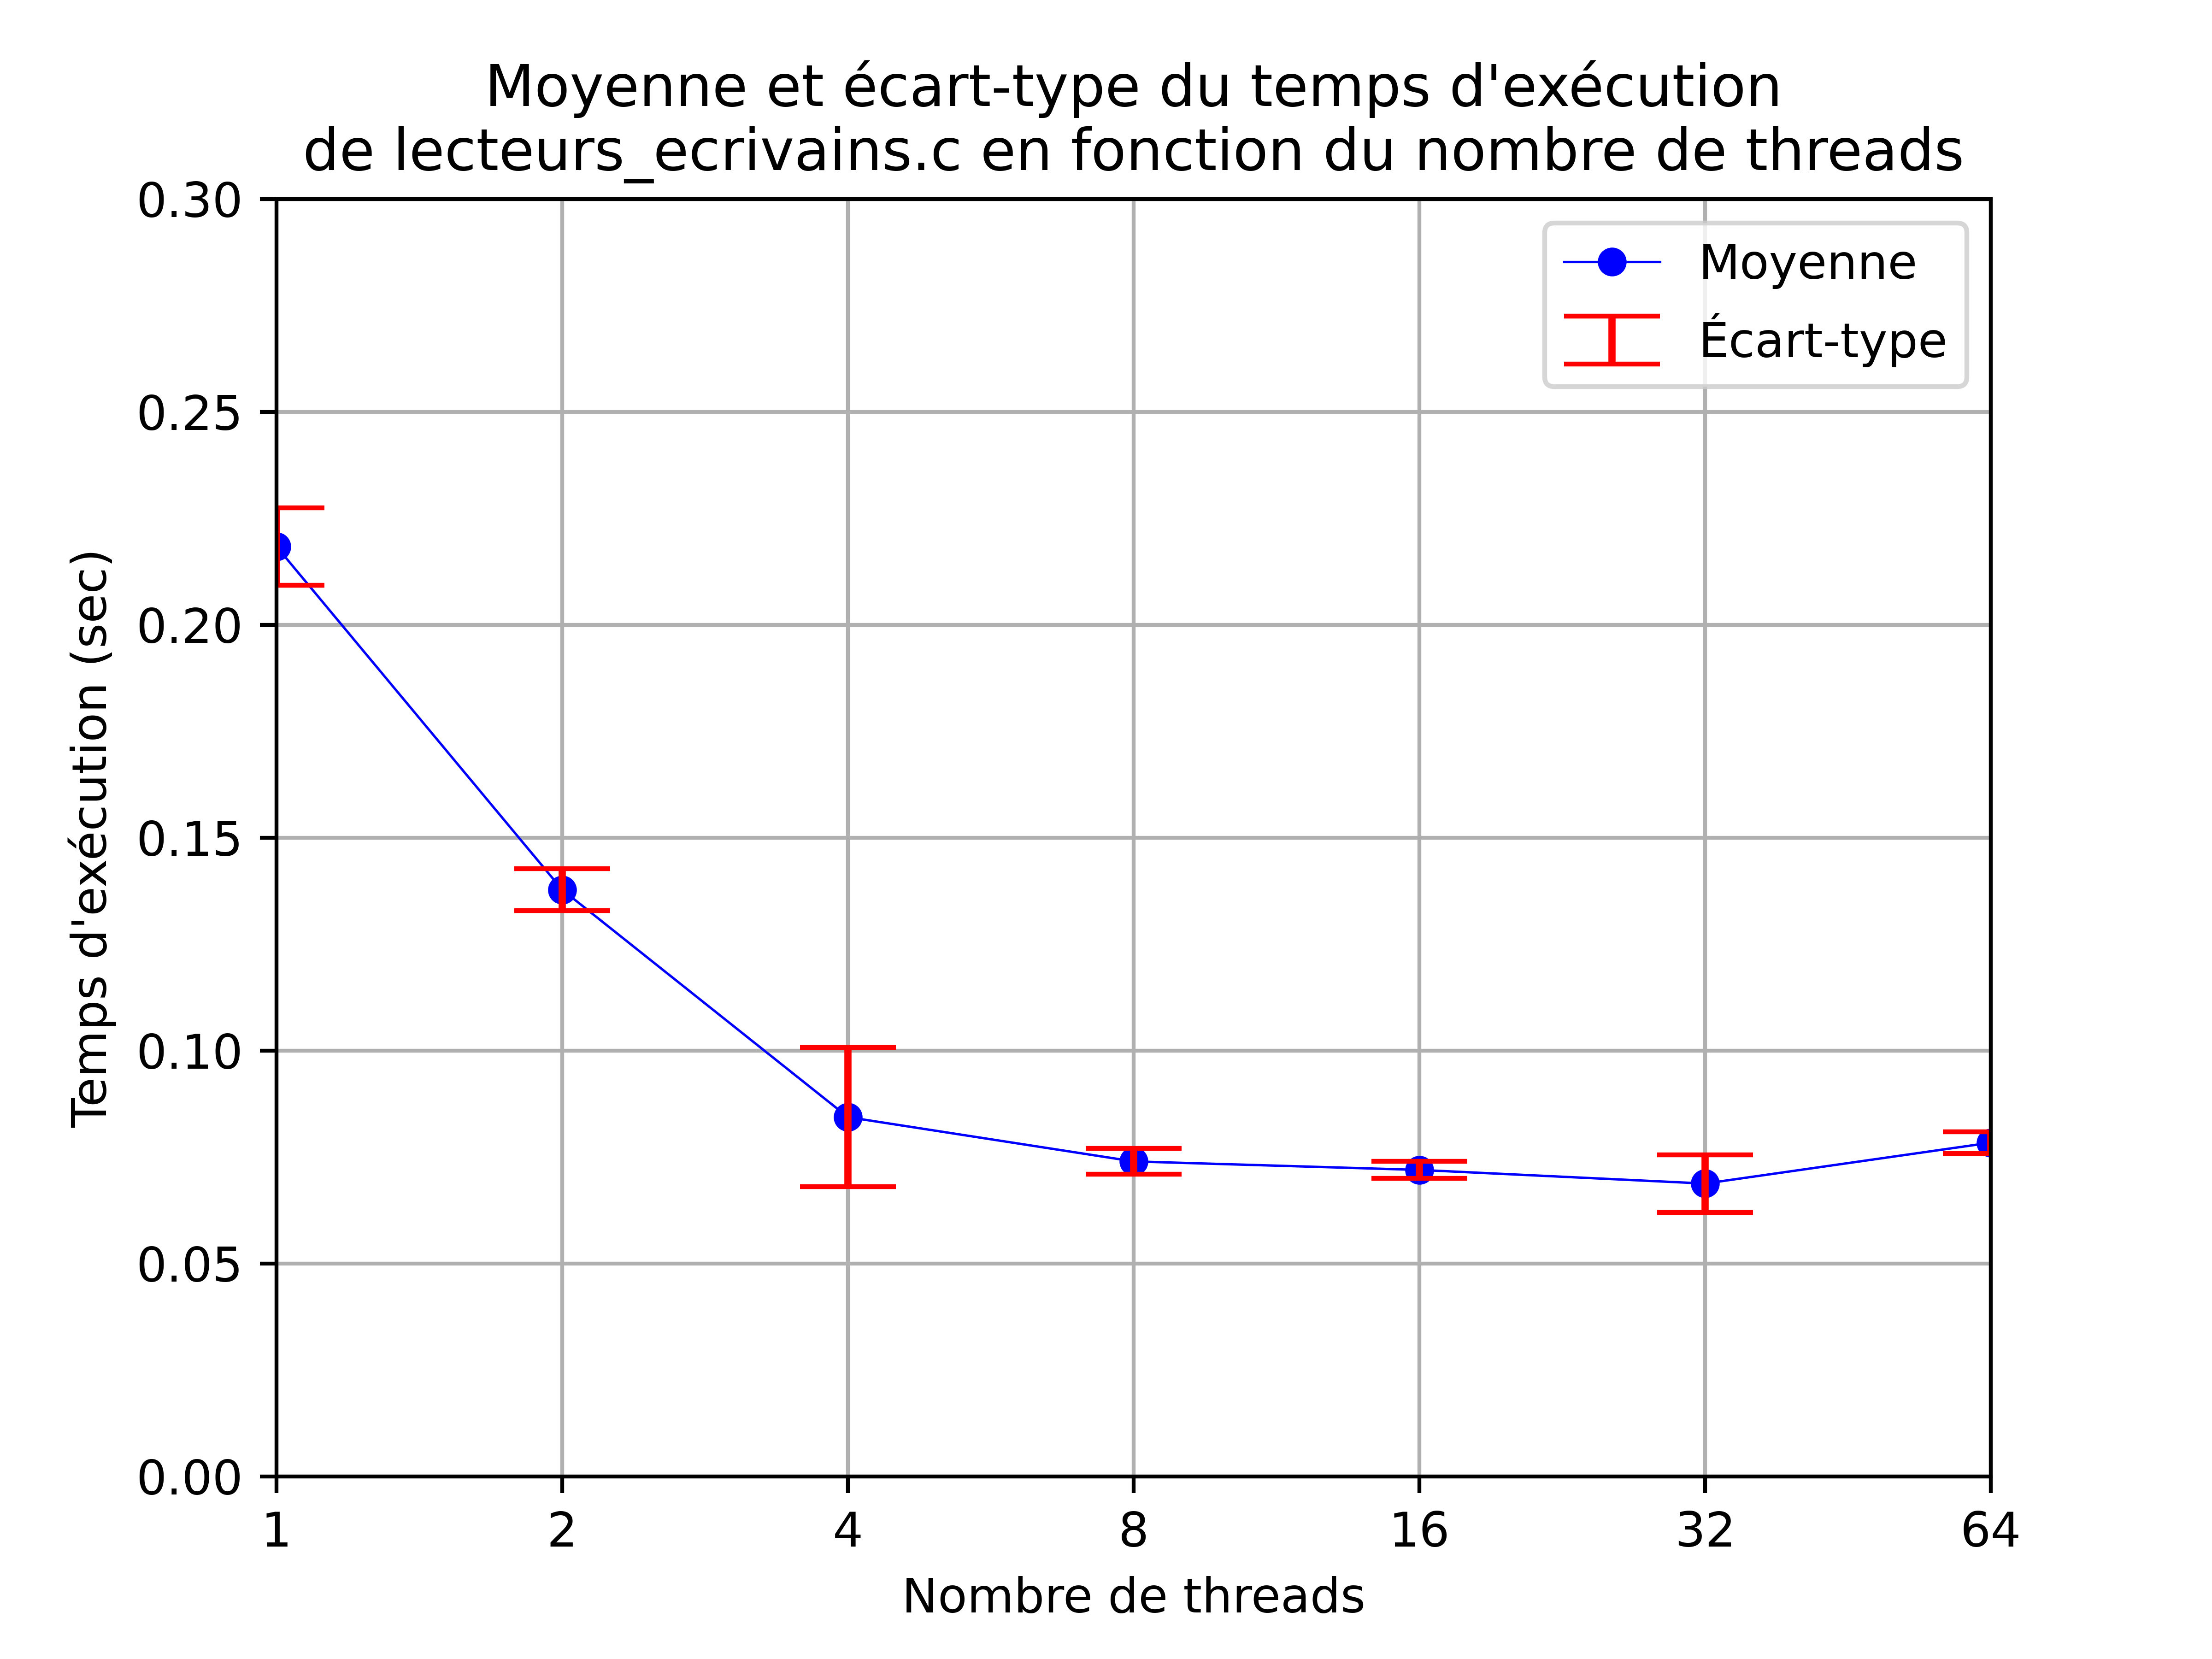 Moyenne et écart-type du temps d'exécution
de lecteurs_ecrivains.c en fonction du nombre de threads
Moyenne
Écart-type
Temps d'exécution (sec)
0.30
0.25
0.20
0.15
0.10
0.05
0.00
1 2 4 8 16 32 64
Nombre de threads